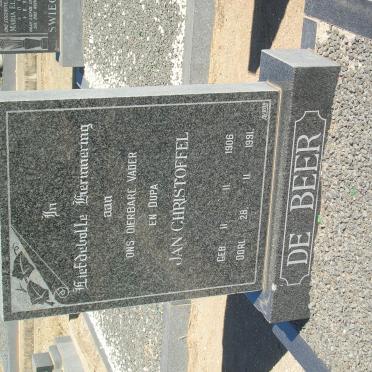 In
Liefdevolle Herinnering
aan
ONS DIERBARE VADER
EN OUPA
JAN CHRISTOFFEL
GEB 11 11 1906
OORL 28 11 1991
DE BEER